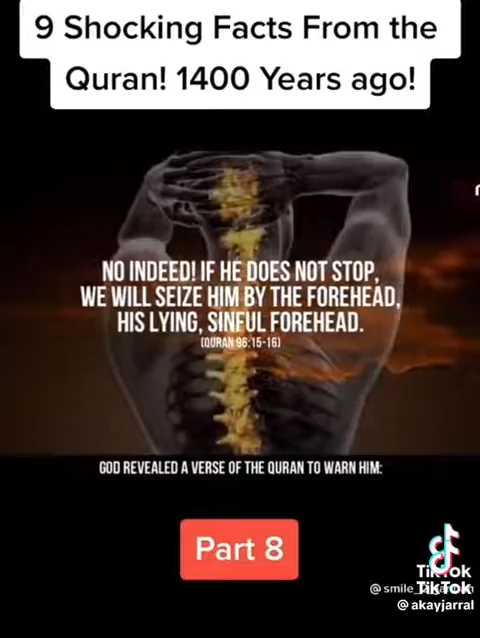 9 Shocking Facts From the
Quran! 1400 Years ago!
NO INDEED! IF HE DOES NOT STOP,
WE WILL SEIZE HIM BY THE FOREHEAD,
HIS LYING, SINFUL FOREHEAD.
(QURAN 96:15-16)
GOD REVEALED A VERSE OF THE QURAN TO WARN HIM:
Part 8
TikTok
TikTok
@ smile_
@ akayjarral